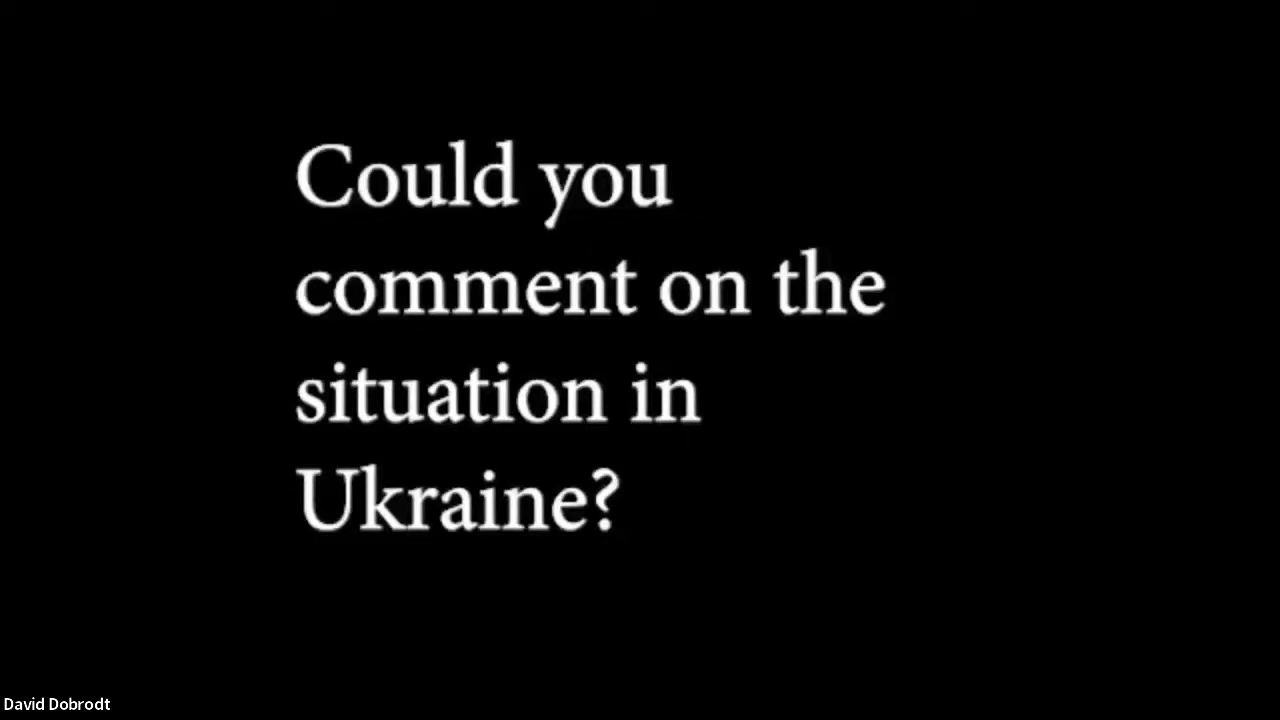 Could you
comment on the
situation in
Ukraine?
David Dobrodt